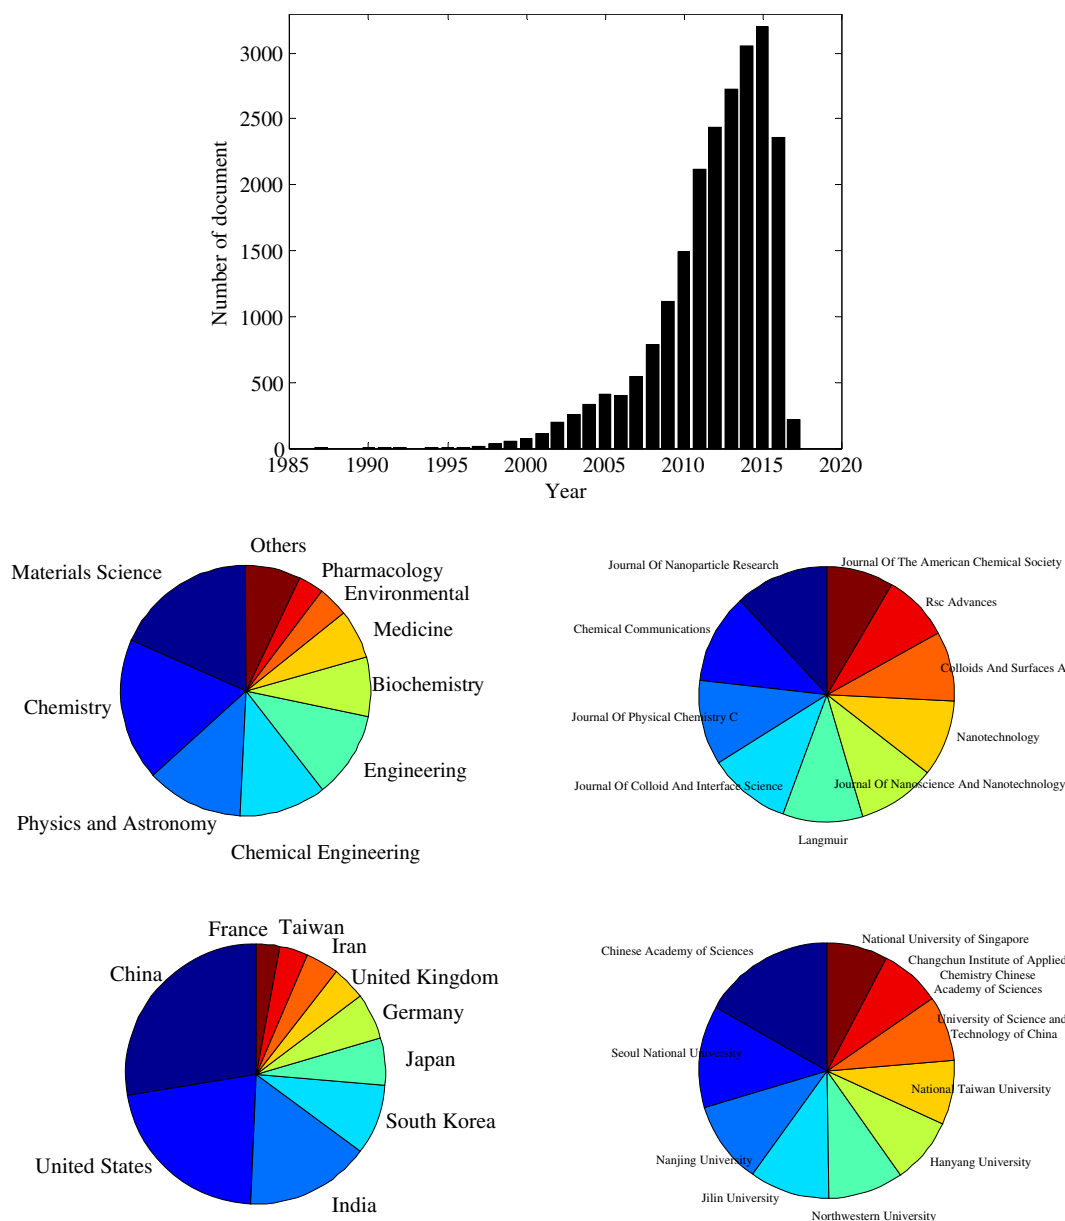 3000
2500
2000
1500
1000
500
0
Number of document
1985 1990 1995 2000 2005 2010 2015 2020
Year
Others
Materials Science
Pharmacology
Environmental
Medicine
Biochemistry
Chemistry
Engineering
Physics and Astronomy
Chemical Engineering
Journal Of Nanoparticle Research
Journal Of The American Chemical Society
Rsc Advances
Chemical Communications
Colloids And Surfaces A
Journal Of Physical Chemistry C
Nanotechnology
Journal Of Colloid And Interface Science
Journal Of Nanoscience And Nanotechnology
Langmuir
France
Taiwan
Iran
China
United Kingdom
Germany
Japan
South Korea
United States
India
Chinese Academy of Sciences
National University of Singapore
Changchun Institute of Applied
Chemistry Chinese
Academy of Sciences
University of Science and
Technology of China
Seoul National University
National Taiwan University
Nanjing University
Hanyang University
Jilin University
Northwestern University